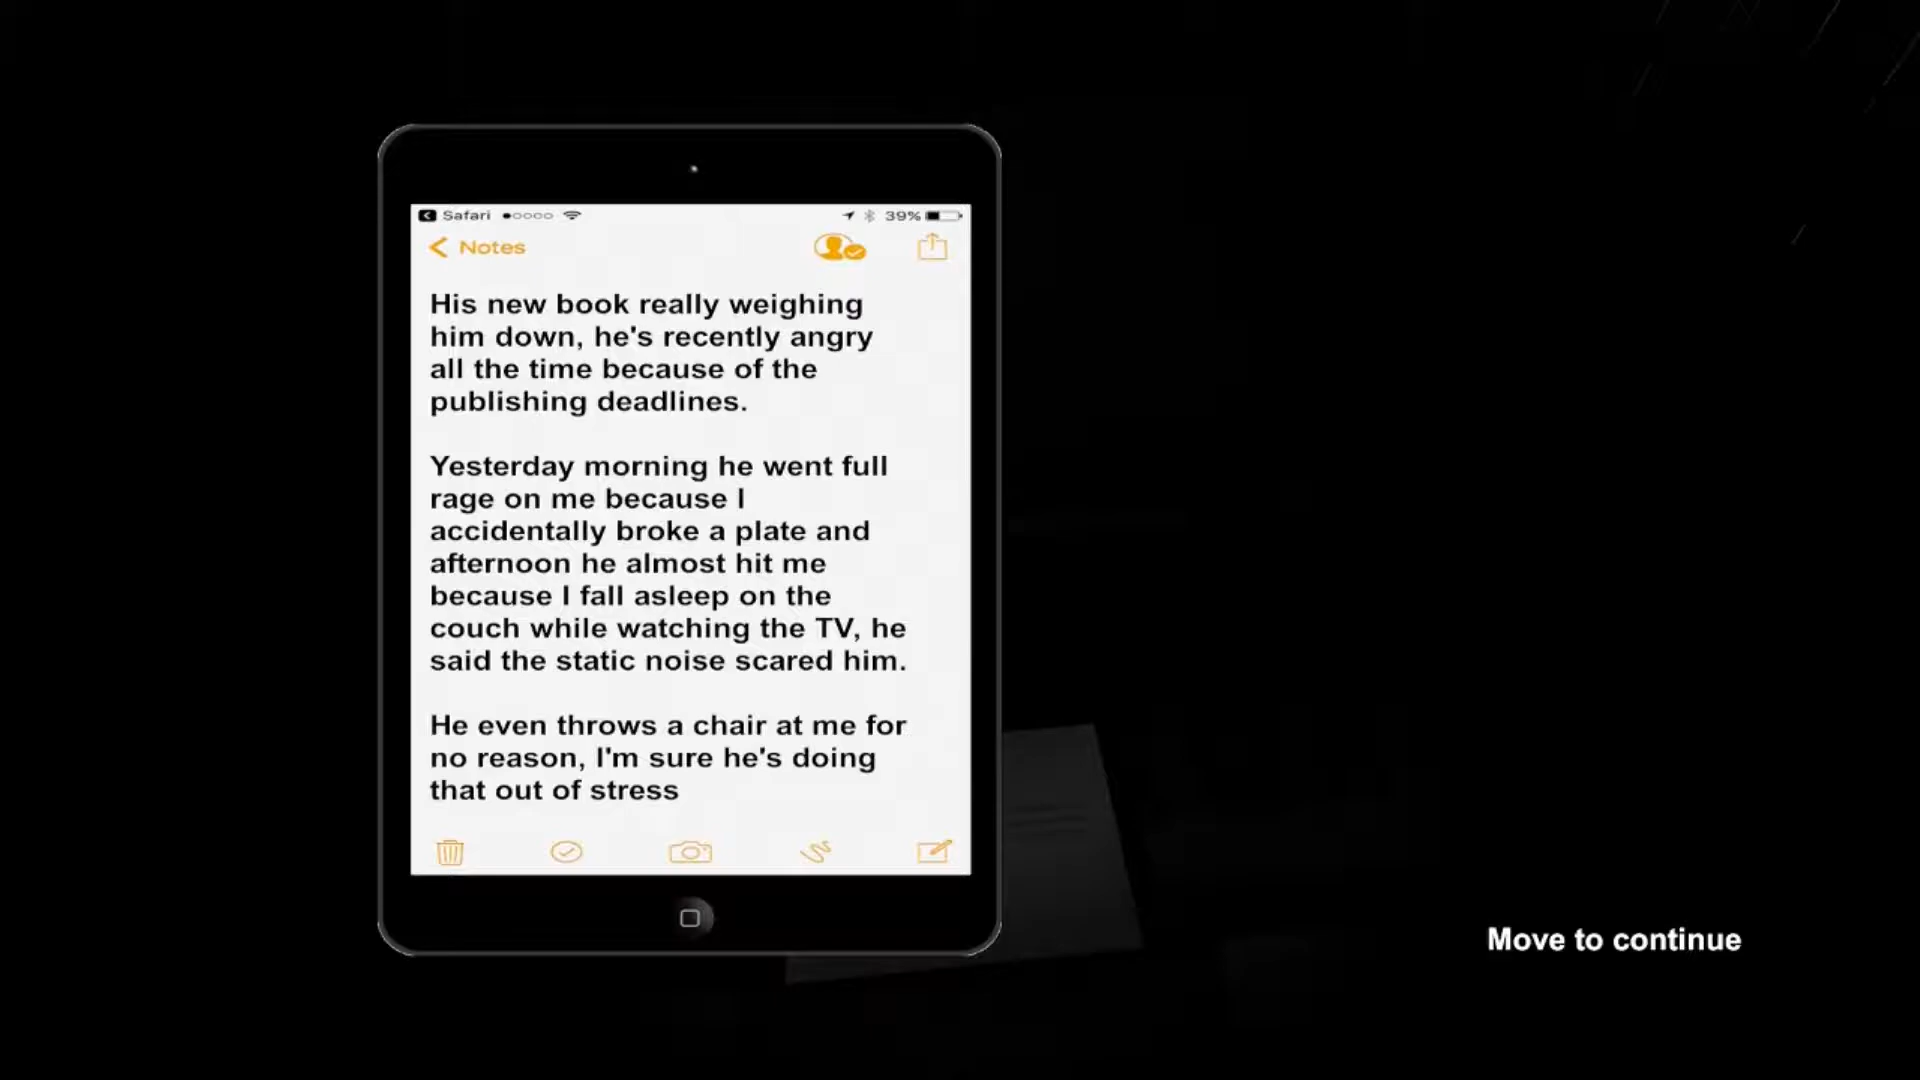 Safari
39%
Notes
His new book really weighing
him down, he's recently angry
all the time because of the
publishing deadlines.
Yesterday morning he went full
rage on me because I
accidentally broke a plate and
afternoon he almost hit me
because I fall asleep on the
couch while watching the TV, he
said the static noise scared him.
He even throws a chair at me for
no reason, I'm sure he's doing
that out of stress
Move to continue